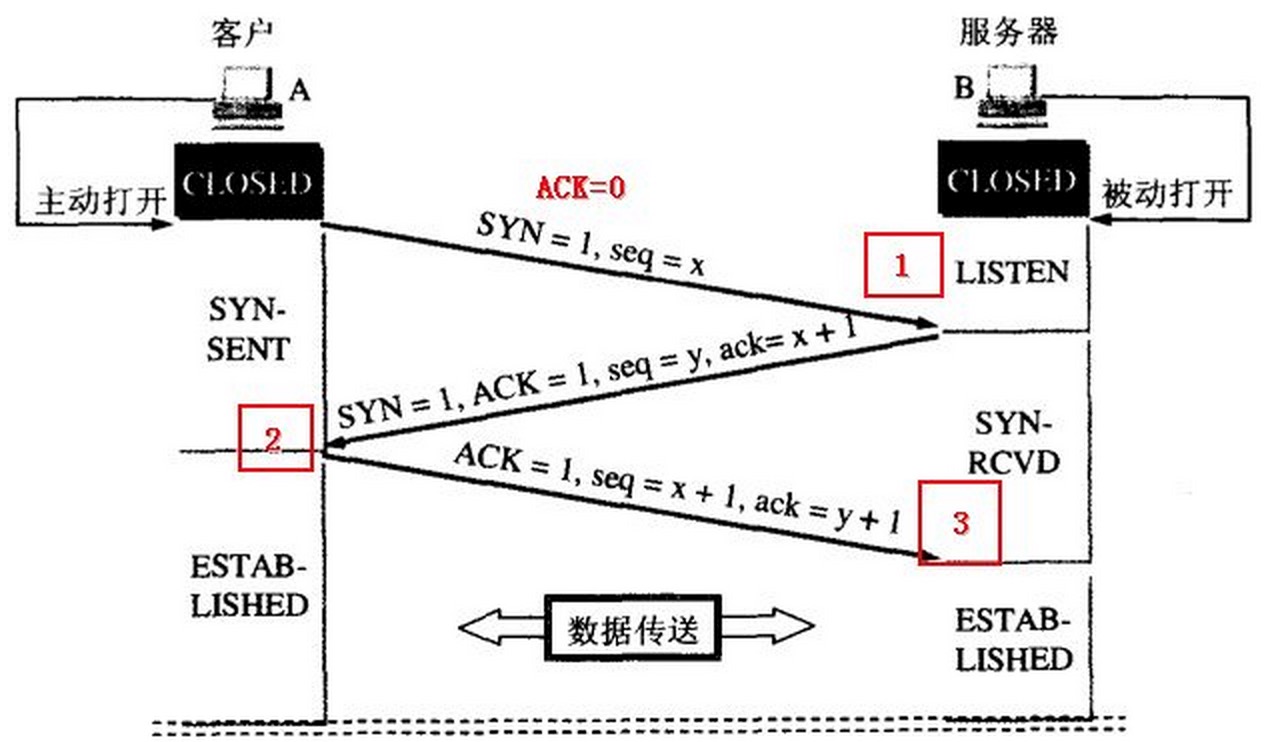 客户
服务器
A
B
CLOSED
CLOSED
主动打开
被动打开
ACK=0
SYN = 1, seq = x
1
LISTEN
SYN-
SENT
SYN = 1, ACK = 1, seq = y, ack= x + 1
2
SYN-
RCVD
ACK = 1, seq = x + 1, ack = y + 1
3
ESTAB-
LISHED
数据传送
ESTAB-
LISHED